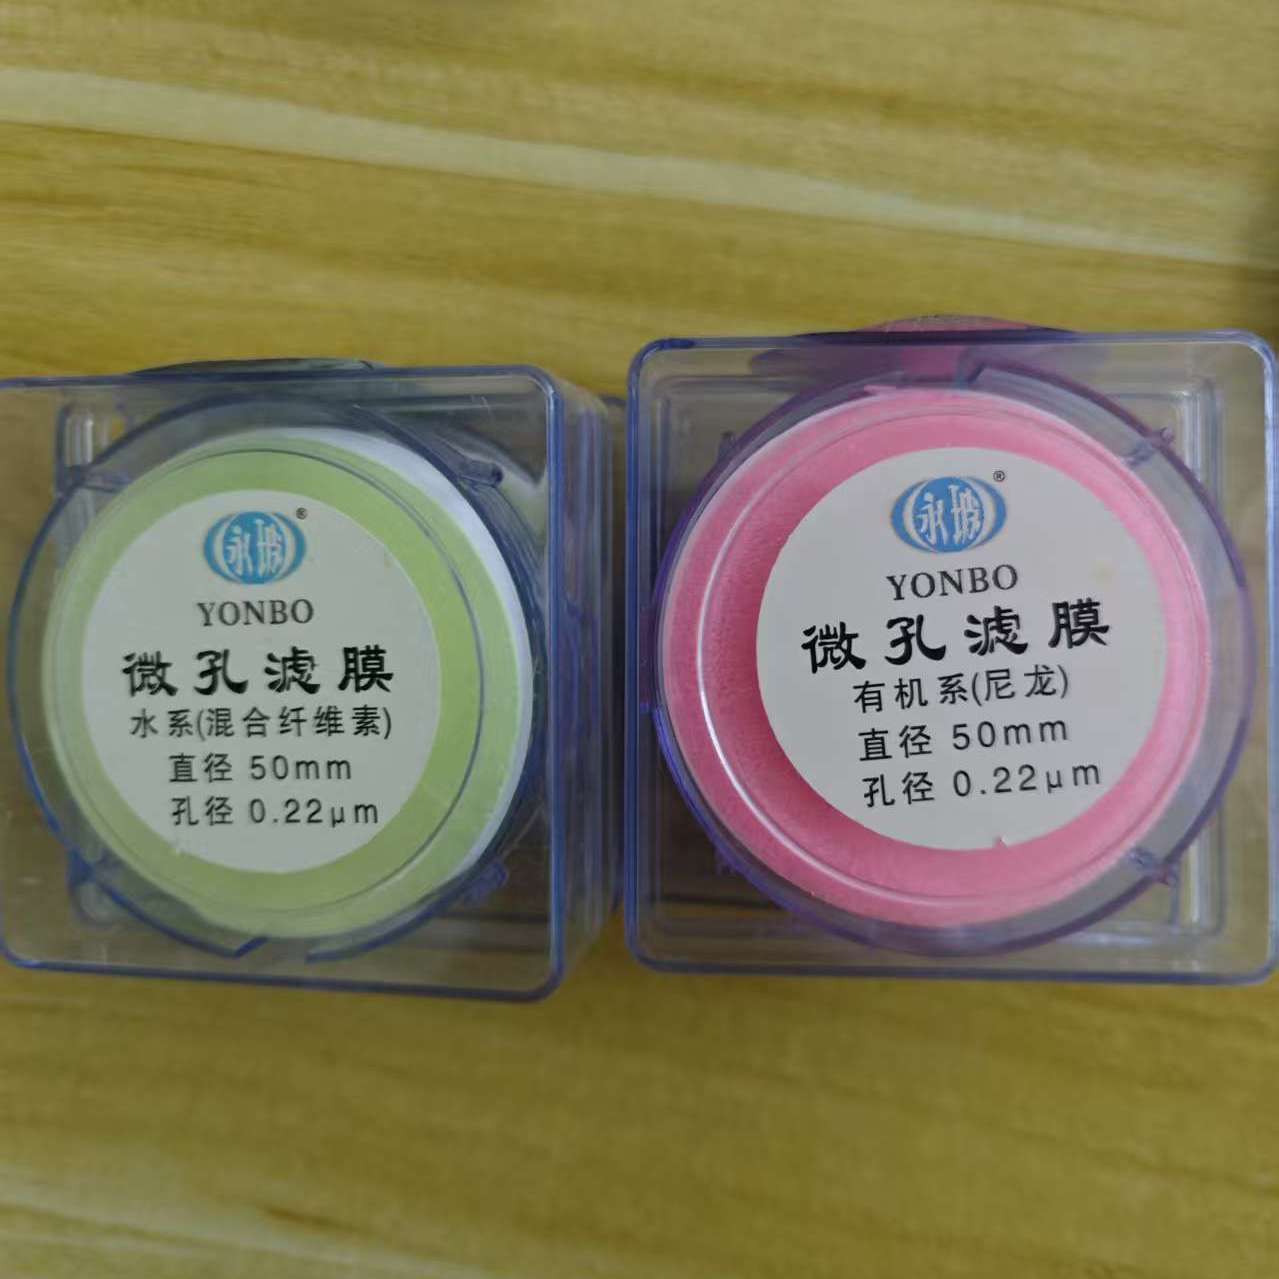 永坡®
YONBO
微孔滤膜
水系(混合纤维素)
直径 50mm
孔径 0.22μm
永坡®
YONBO
微孔滤膜
有机系(尼龙)
直径 50mm
孔径 0.22μm